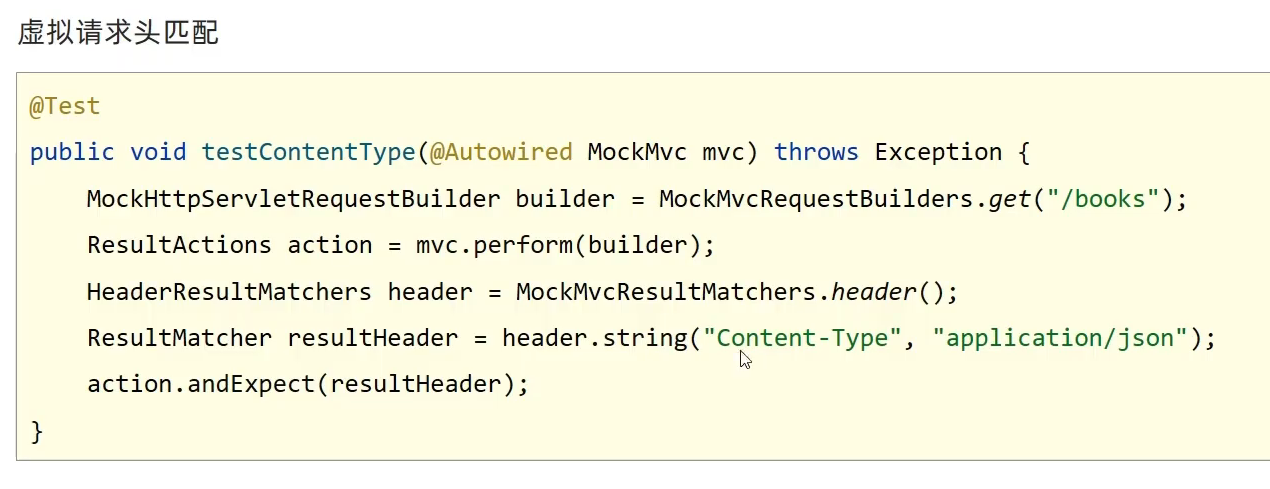 虚拟请求头匹配
@Test
public void testContentType(@Autowired MockMvc mvc) throws Exception {
    MockHttpServletRequestBuilder builder = MockMvcRequestBuilders.get("/books");
    ResultActions action = mvc.perform(builder);
    HeaderResultMatchers header = MockMvcResultMatchers.header();
    ResultMatcher resultHeader = header.string("Content-Type", "application/json");
    action.andExpect(resultHeader);
}